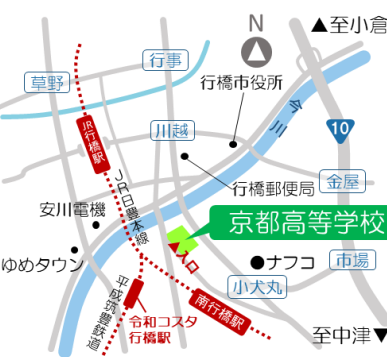 N
▲至小倉
行事
草野
行橋市役所
JR行橋駅
川越
今川
10
JR日豊本線
行橋郵便局
金屋
安川電機
京都高等学校
▲入口
ゆめタウン
●ナフコ
市場
平成筑豊鉄道
小犬丸
令和コスタ
行橋駅
南行橋駅
至中津▼